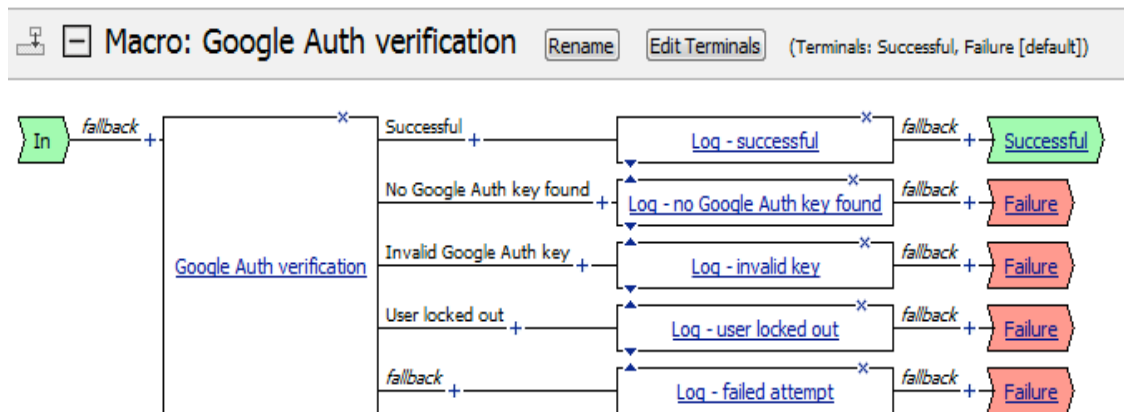 Macro: Google Auth verification Rename Edit Terminals (Terminals: Successful, Failure [default])
In fallback + Successful + Log - successful fallback + Successful
No Google Auth key found + Log - no Google Auth key found fallback + Failure
Google Auth verification Invalid Google Auth key + Log - invalid key fallback + Failure
User locked out + Log - user locked out fallback + Failure
fallback + Log - failed attempt fallback + Failure